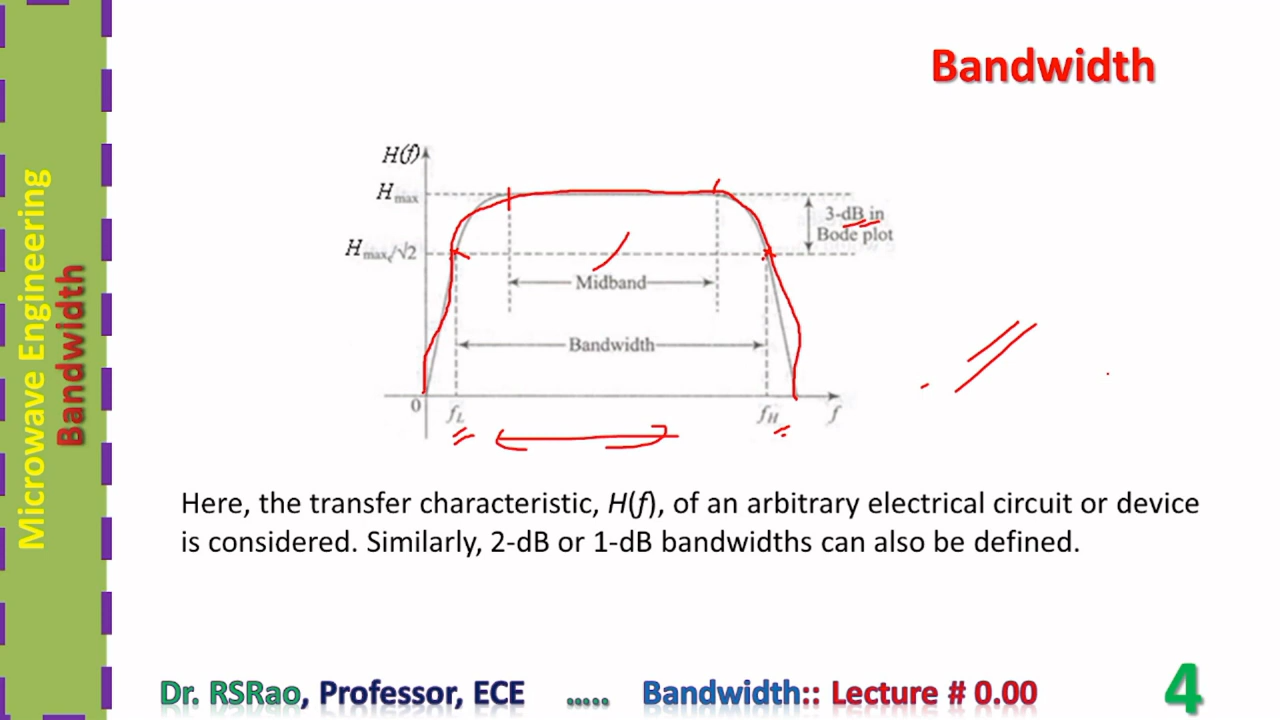 Bandwidth
Microwave Engineering
Bandwidth
H(f)
H max
3-dB in
Bode plot
H max/√2
Midband
Bandwidth
0
fL
fH
f
Here, the transfer characteristic, H(f), of an arbitrary electrical circuit or device
is considered. Similarly, 2-dB or 1-dB bandwidths can also be defined.
Dr. RSRao, Professor, ECE ..... Bandwidth:: Lecture # 0.00
4